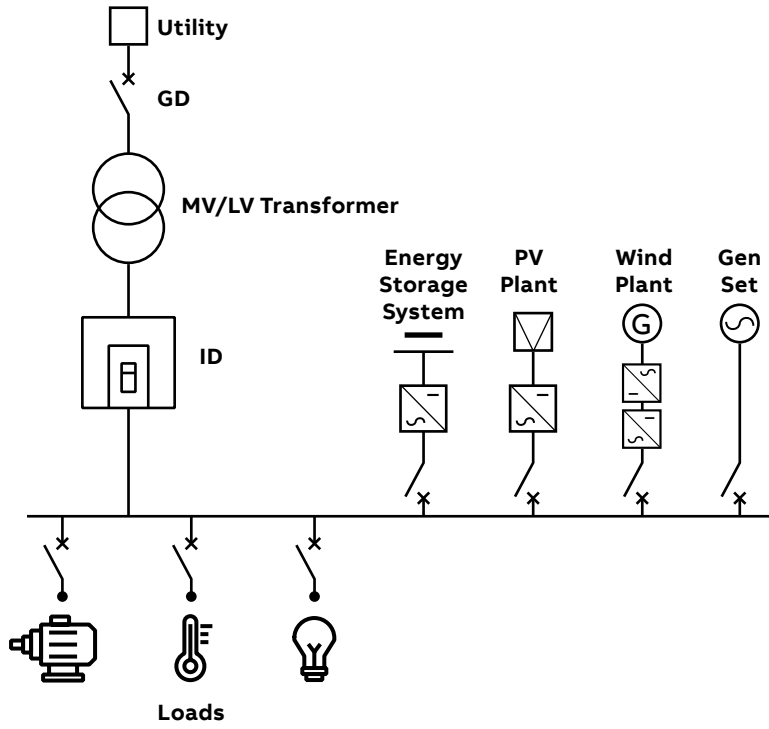 Utility
GD
MV/LV Transformer
ID
Energy
Storage
System
PV
Plant
Wind
Plant
Gen
Set
G
Loads